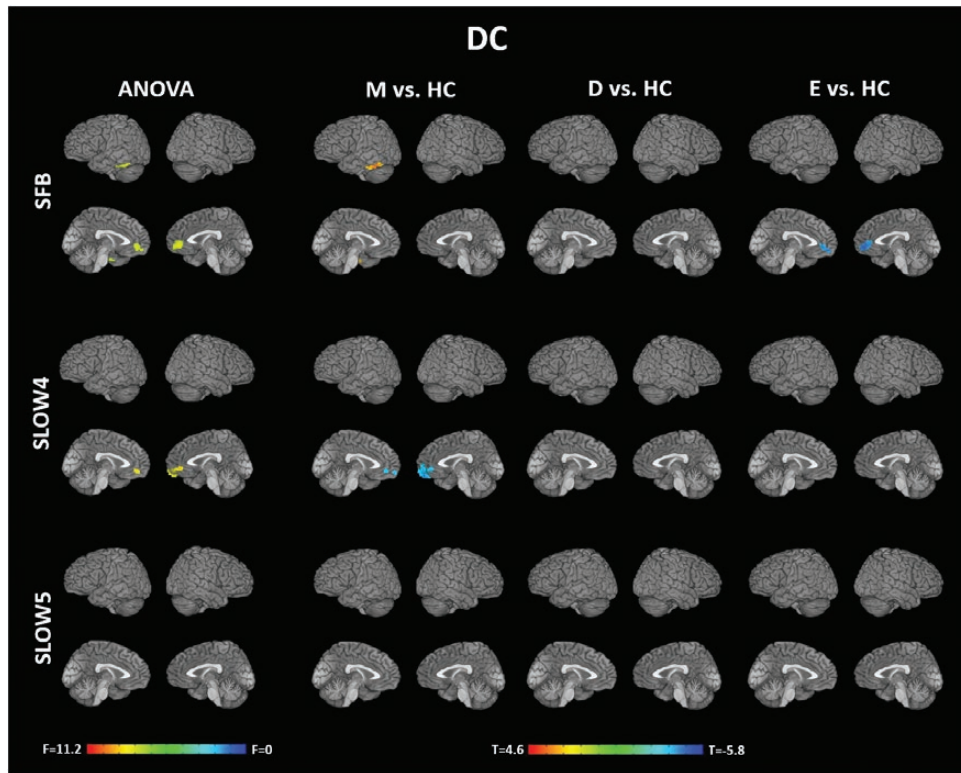 DC
ANOVA M vs. HC D vs. HC E vs. HC
SFB
SLOW4
SLOW5
F=11.2 F=0 T=4.6 T=-5.8